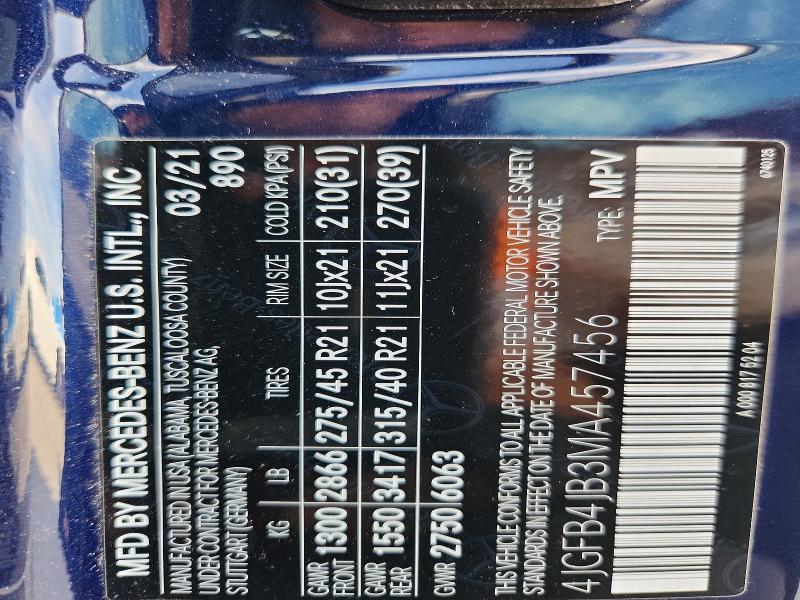 MFD BY MERCEDES-BENZ U.S. INTL., INC
MANUFACTURED IN USA (ALABAMA, TUSCALOOSA COUNTY) 03/21
UNDER CONTRACT FOR MERCEDES-BENZ AG, 890
STUTTGART (GERMANY)
KG LB TIRES RIM SIZE COLD KPA(PSI)
GAWR FRONT 1300 2866 275/45 R21 10Jx21 210(31)
GAWR REAR 1550 3417 315/40 R21 11Jx21 270(39)
GVWR 2750 6063
THIS VEHICLE CONFORMS TO ALL APPLICABLE FEDERAL MOTOR VEHICLE SAFETY
STANDARDS IN EFFECT ON THE DATE OF MANUFACTURE SHOWN ABOVE.
4JGFB4JB3MA457456 TYPE: MPV
A 000 817 62 04 6740125